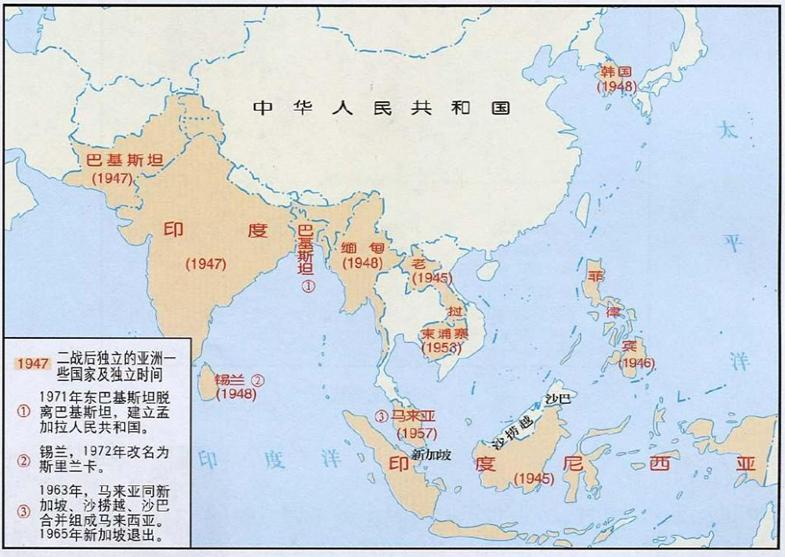 韩国
(1948)
中华人民共和国
太平洋
巴基斯坦
(1947)
印度
(1947)
巴基斯坦
①
缅甸
(1948)
老挝
(1945)
柬埔寨
(1953)
菲律宾
(1946)
锡兰 ②
(1948)
③ 马来亚
(1957)
新加坡
沙捞越
沙巴
印度尼西亚
(1945)
印度洋
1947 二战后独立的亚洲一
些国家及独立时间
① 1971年东巴基斯坦脱
离巴基斯坦，建立孟
加拉人民共和国。
② 锡兰，1972年改名为
斯里兰卡。
③ 1963年，马来亚同新
加坡、沙捞越、沙巴
合并组成马来西亚。
1965年新加坡退出。